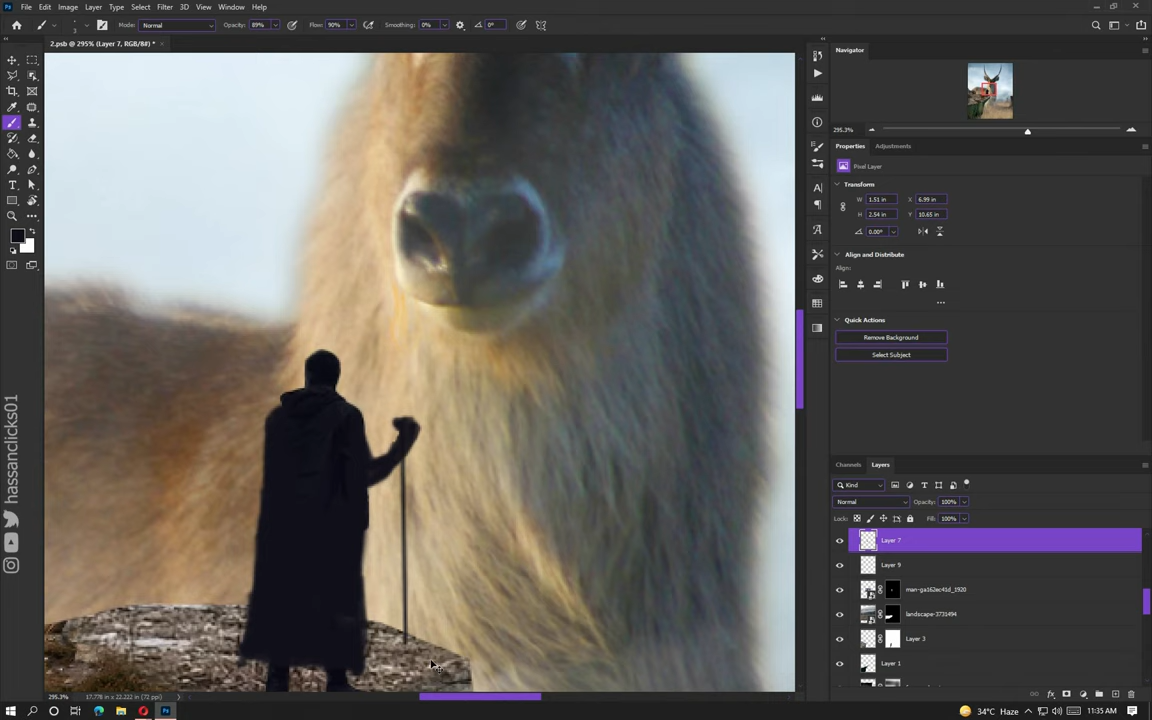 File Edit Image Layer Type Select Filter 3D View Window Help
Mode: Normal Opacity: 89% Flow: 90% Smoothing: 0% 0°
2.psb @ 295% (Layer 7, RGB/8#) * ×
Navigator
295.3%
Properties Adjustments
Pixel Layer
Transform
W 1.51 in X 6.99 in
H 2.54 in Y 10.65 in
0.00°
Align and Distribute
Align:
Quick Actions
Remove Background
Select Subject
Channels Layers
Kind
Normal Opacity: 100%
Lock: Fill: 100%
Layer 7
Layer 9
man-ga162ec41d_1920
landscape-3731494
Layer 3
Layer 1
hassanclicks01
295.3% 17.778 in x 22.222 in (72 ppi)
34°C Haze 11:35 AM